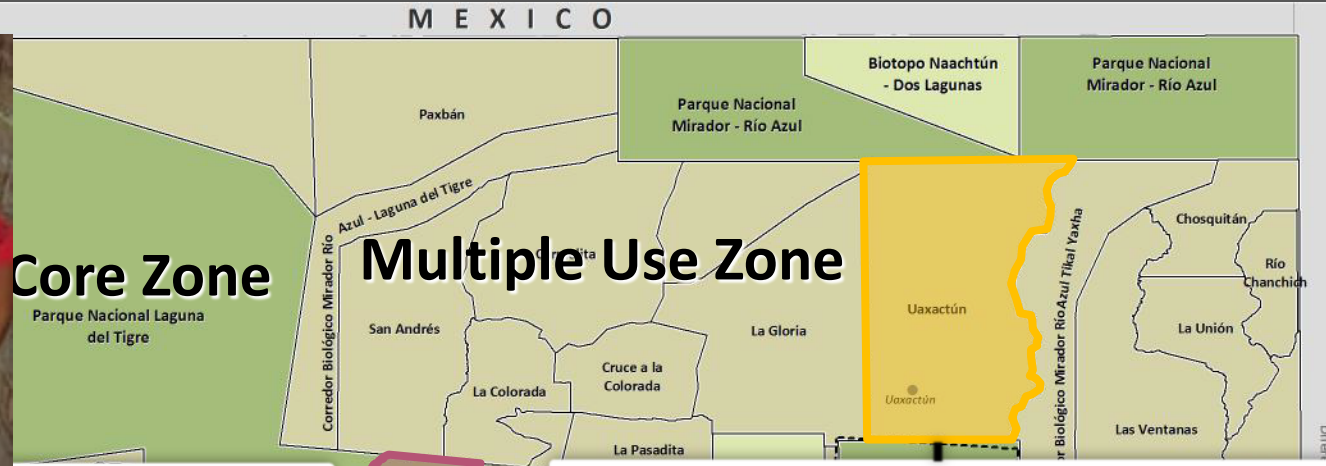 MEXICO
Biotopo Naachtún
- Dos Lagunas
Parque Nacional
Mirador - Río Azul
Parque Nacional
Mirador - Río Azul
Paxbán
Azul - Laguna del Tigre
Corredor Biológico Mirador Río
Core Zone
Parque Nacional Laguna
del Tigre
Multiple Use Zone
San Andrés
La Gloria
Cruce a la
Colorada
La Colorada
La Pasadita
Uaxactún
Uaxactún
Biológico Mirador Río Azul Tikal Yaxha
Chosquitán
Río
Chanchich
La Unión
Las Ventanas